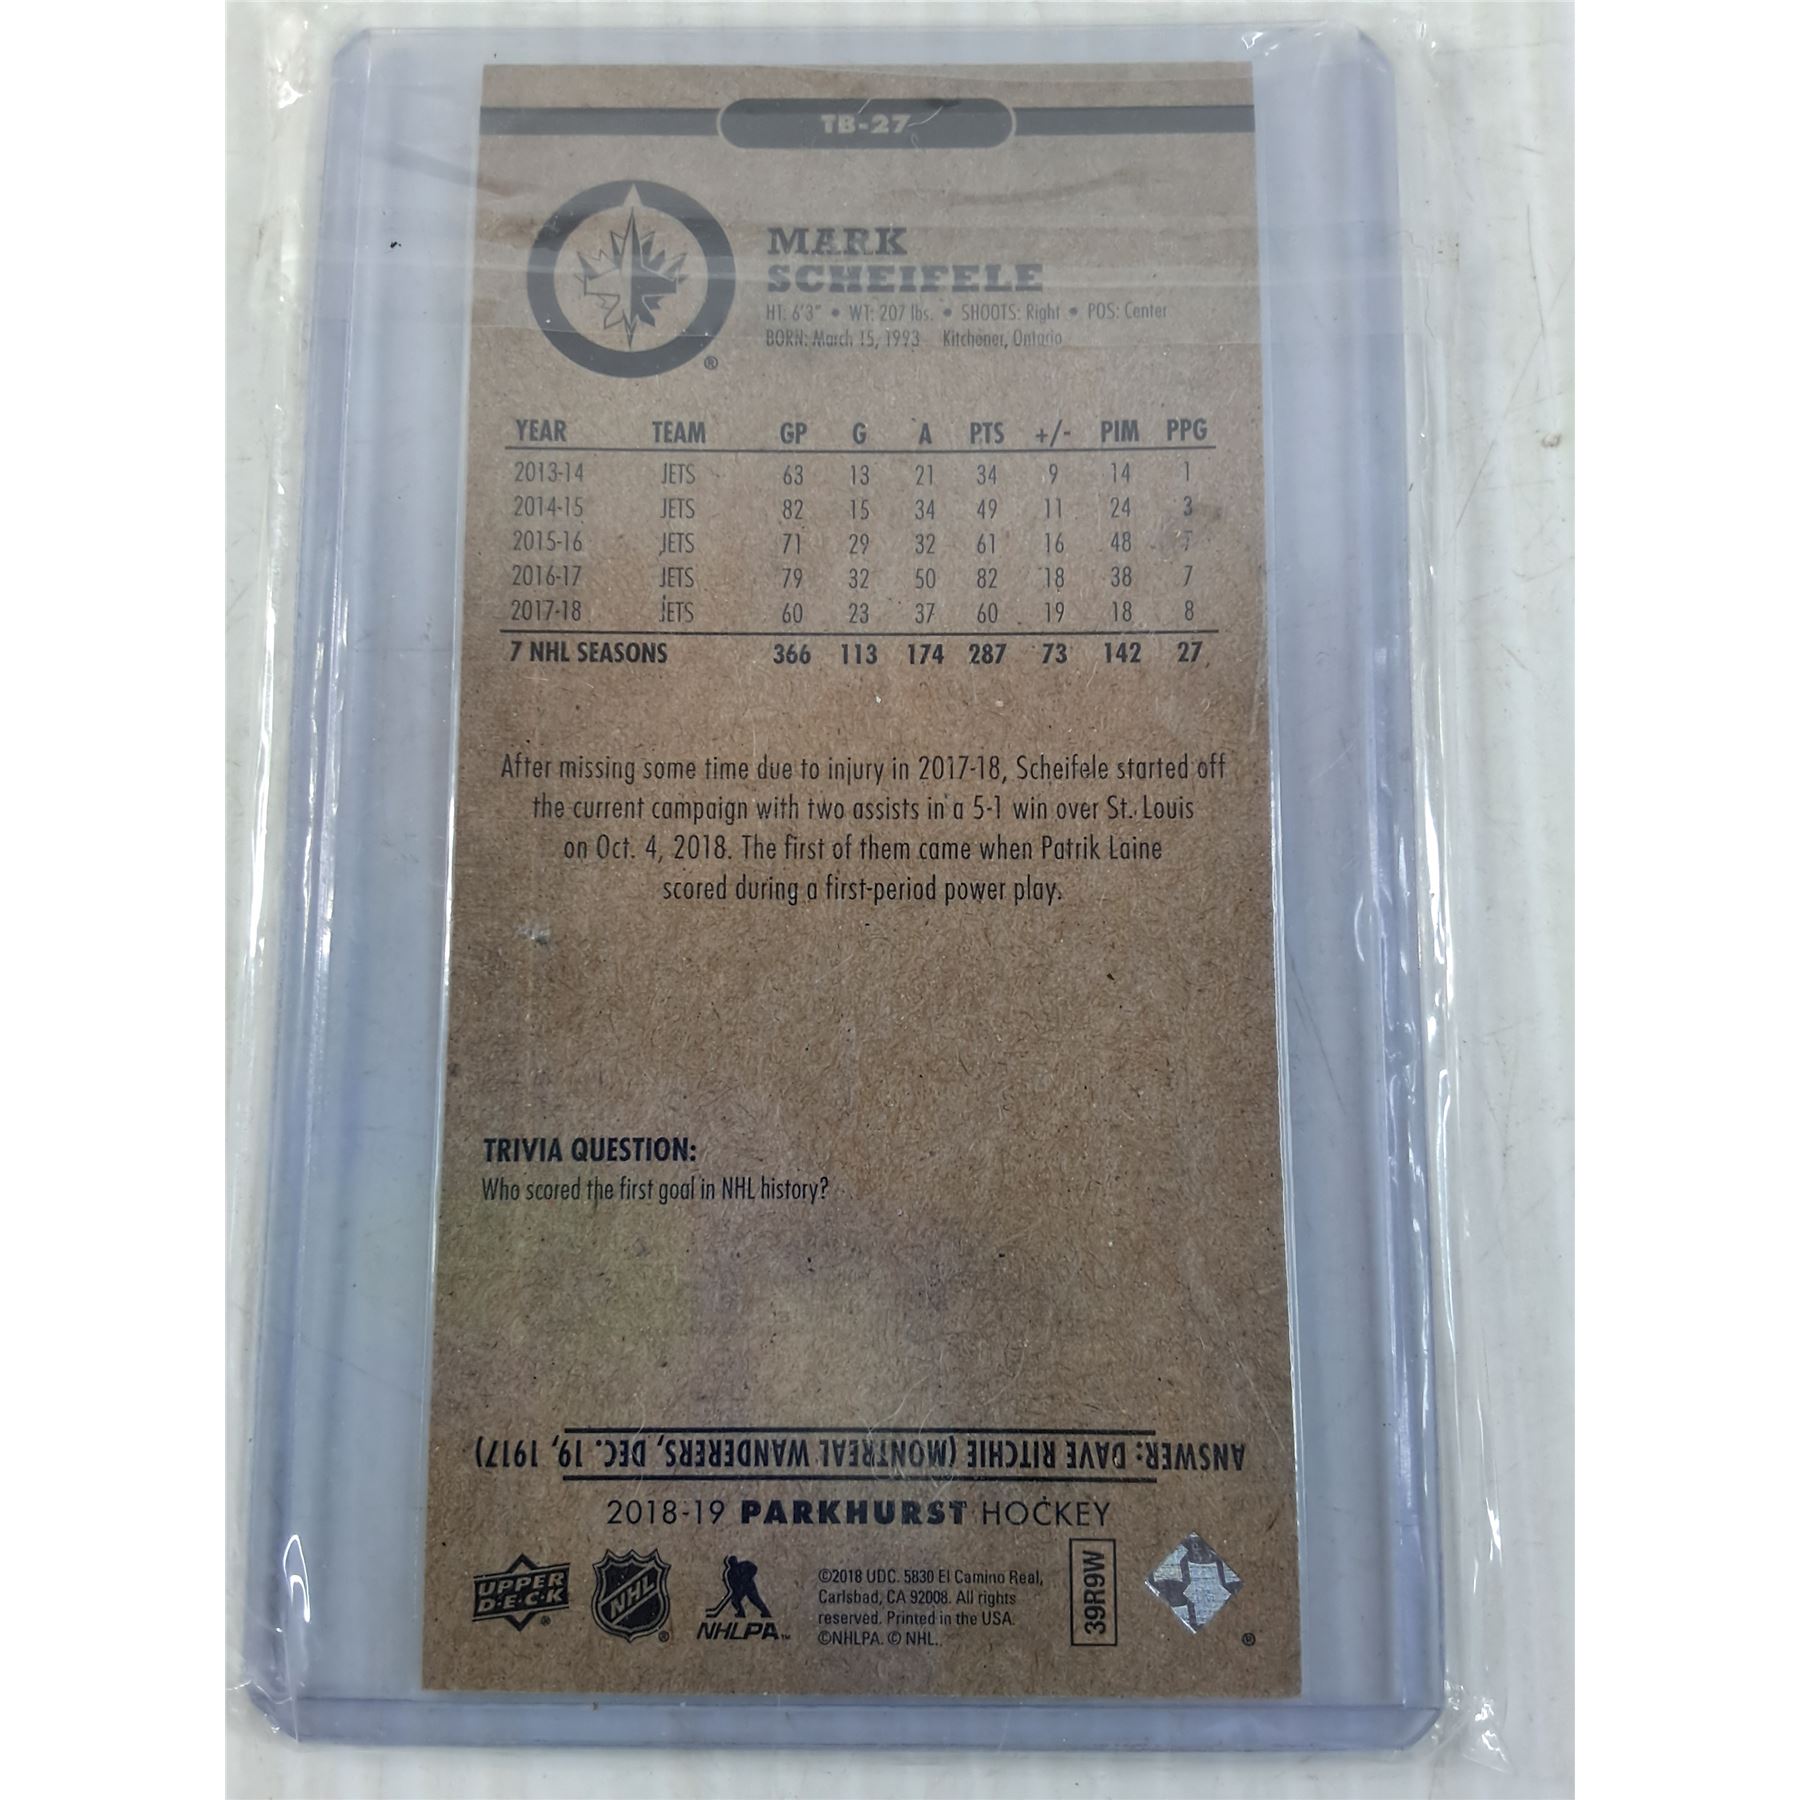 TB-27
MARK
SCHEIFELE
HT: 6'3" • WT: 207 lbs. • SHOOTS: Right • POS: Center
BORN: March 15, 1993 Kitchener, Ontario
YEAR TEAM GP G A PTS +/- PIM PPG
2013-14 JETS 63 13 21 34 9 14 1
2014-15 JETS 82 15 34 49 11 24 3
2015-16 JETS 71 29 32 61 16 48 7
2016-17 JETS 79 32 50 82 18 38 7
2017-18 JETS 60 23 37 60 19 18 8
7 NHL SEASONS 366 113 174 287 73 142 27
After missing some time due to injury in 2017-18, Scheifele started off
the current campaign with two assists in a 5-1 win over St. Louis
on Oct. 4, 2018. The first of them came when Patrik Laine
scored during a first-period power play.
TRIVIA QUESTION:
Who scored the first goal in NHL history?
ANSWER: DAVE RITCHIE (MONTREAL WANDERERS, DEC. 19, 1917)
2018-19 PARKHURST HOCKEY
UPPER
D·E·C·K
®
NHL
®
NHLPA™
©2018 UDC. 5830 El Camino Real,
Carlsbad, CA 92008. All rights
reserved. Printed in the USA.
©NHLPA. © NHL.
39R9W
®